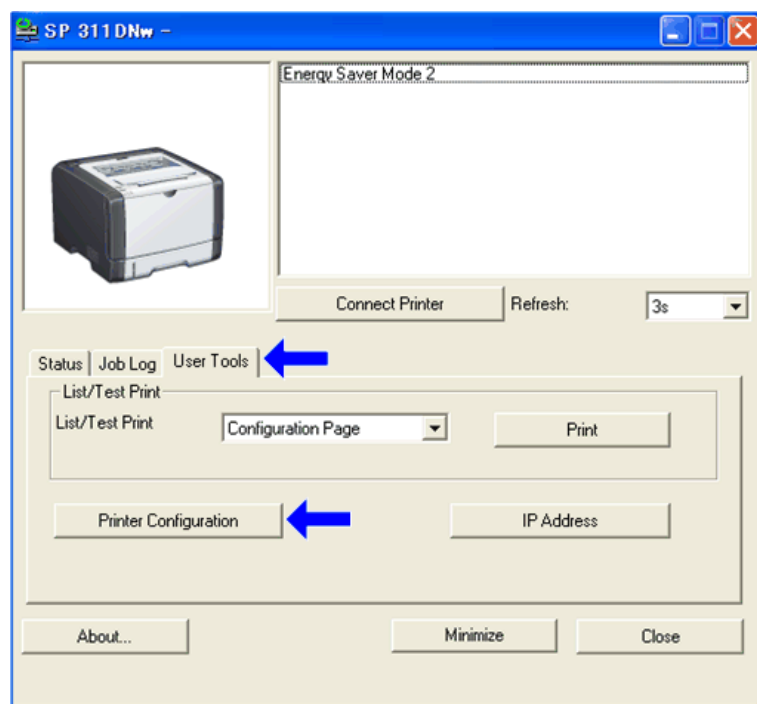 SP 311DNw -
Energy Saver Mode 2
Connect Printer
Refresh:
3s
Status
Job Log
User Tools
List/Test Print
List/Test Print
Configuration Page
Print
Printer Configuration
IP Address
About...
Minimize
Close